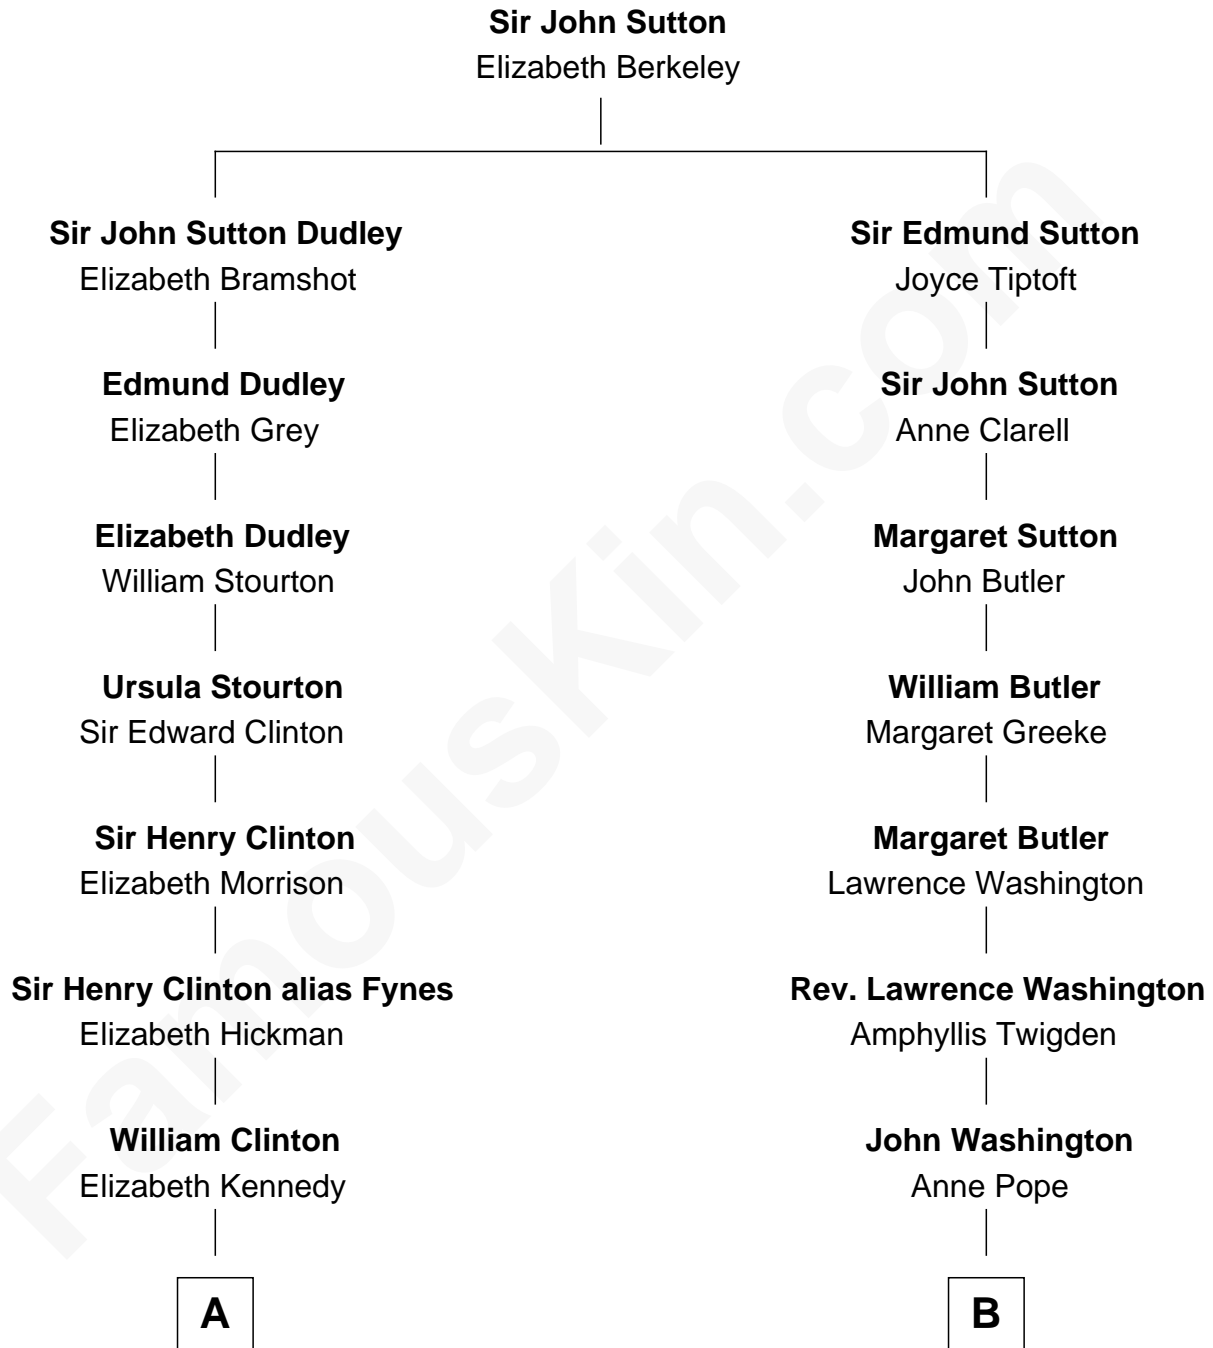 Sir John Sutton
Elizabeth Berkeley
Sir John Sutton Dudley
Elizabeth Bramshot
Sir Edmund Sutton
Joyce Tiptoft
Edmund Dudley
Elizabeth Grey
Sir John Sutton
Anne Clarell
Elizabeth Dudley
William Stourton
Margaret Sutton
John Butler
Ursula Stourton
Sir Edward Clinton
William Butler
Margaret Greeke
Sir Henry Clinton
Elizabeth Morrison
Margaret Butler
Lawrence Washington
Sir Henry Clinton alias Fynes
Elizabeth Hickman
Rev. Lawrence Washington
Amphyllis Twigden
William Clinton
Elizabeth Kennedy
John Washington
Anne Pope
A
B
FamousKin.com